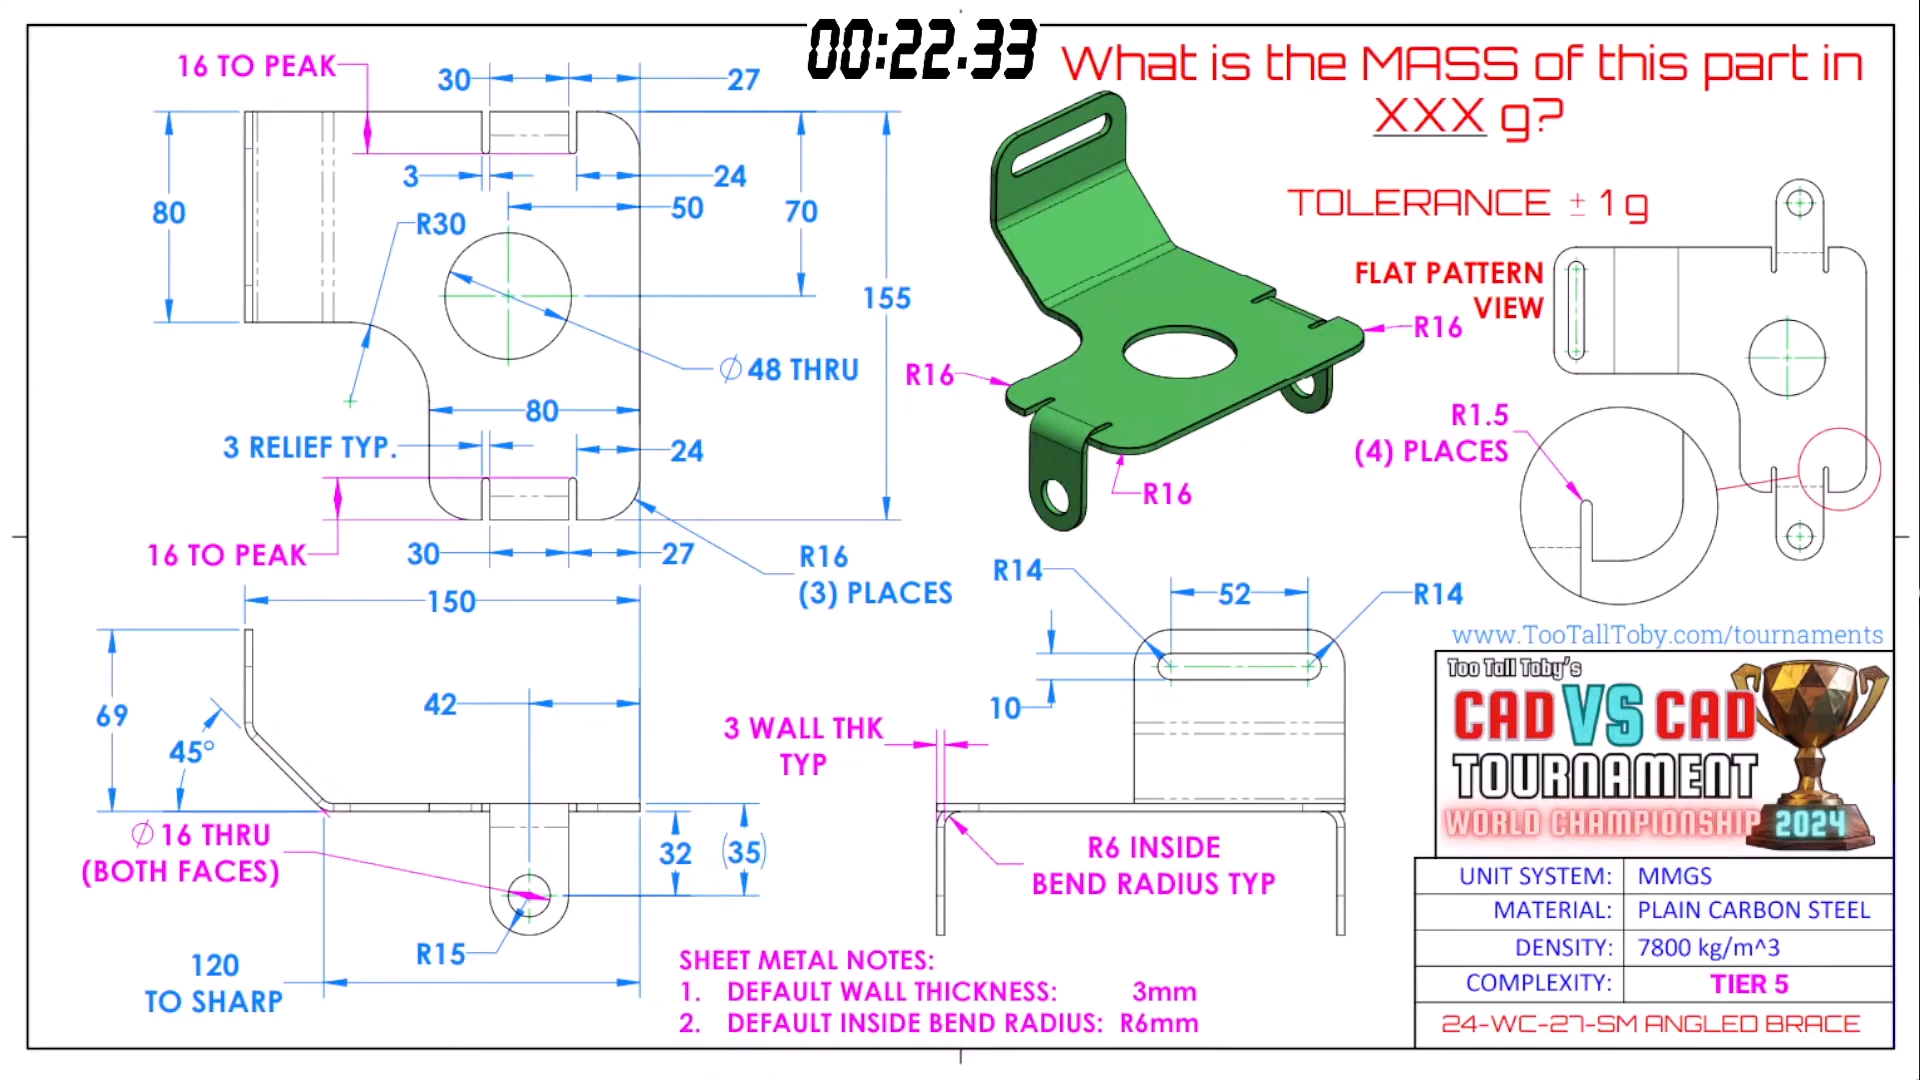 00:22.33
What is the MASS of this part in
XXX g?
TOLERANCE ± 1 g
16 TO PEAK
30
27
3
24
50
70
80
R30
155
Ø48 THRU
80
3 RELIEF TYP.
24
16 TO PEAK
30
27
R16
(3) PLACES
R16
R16
R16
FLAT PATTERN
VIEW
R1.5
(4) PLACES
150
69
45°
42
Ø16 THRU
(BOTH FACES)
32
(35)
R15
120
TO SHARP
R14
52
R14
10
3 WALL THK
TYP
R6 INSIDE
BEND RADIUS TYP
SHEET METAL NOTES:
1. DEFAULT WALL THICKNESS: 3mm
2. DEFAULT INSIDE BEND RADIUS: R6mm
www.TooTallToby.com/tournaments
Too Tall Toby's
CAD VS CAD
TOURNAMENT
WORLD CHAMPIONSHIP 2024
UNIT SYSTEM: MMGS
MATERIAL: PLAIN CARBON STEEL
DENSITY: 7800 kg/m^3
COMPLEXITY: TIER 5
24-WC-27-SM ANGLED BRACE